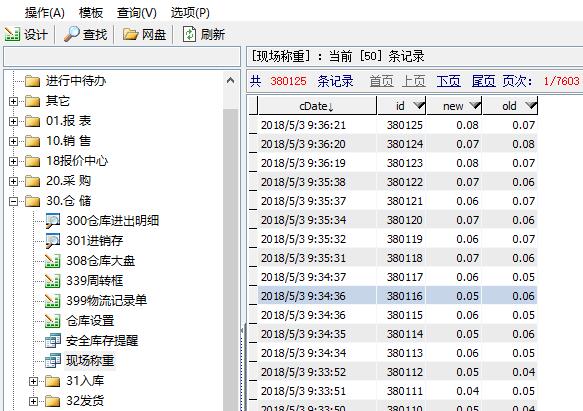 操作(A) 模板 查询(V) 选项(P)
设计 查找 网盘 刷新
进行中待办
其它
01.报 表
10.销 售
18报价中心
20.采 购
30.仓 储
300仓库进出明细
301进销存
308仓库大盘
339周转框
399物流记录单
仓库设置
安全库存提醒
现场称重
31入库
32发货
[现场称重]：当前 [50] 条记录
共 380125 条记录 首页 上页 下页 尾页 页次: 1/7603
cDate↓ id new old
2018/5/3 9:36:21 380125 0.08 0.07
2018/5/3 9:36:20 380124 0.07 0.08
2018/5/3 9:36:19 380123 0.08 0.07
2018/5/3 9:35:38 380122 0.07 0.06
2018/5/3 9:35:37 380121 0.06 0.07
2018/5/3 9:35:34 380120 0.07 0.06
2018/5/3 9:35:32 380119 0.06 0.07
2018/5/3 9:35:31 380118 0.07 0.06
2018/5/3 9:34:37 380117 0.06 0.05
2018/5/3 9:34:36 380116 0.05 0.06
2018/5/3 9:34:36 380115 0.06 0.05
2018/5/3 9:34:35 380114 0.05 0.06
2018/5/3 9:34:34 380113 0.06 0.05
2018/5/3 9:33:52 380112 0.05 0.04
2018/5/3 9:33:51 380111 0.04 0.05
2018/5/3 9:33:50 380110 0.05 0.04